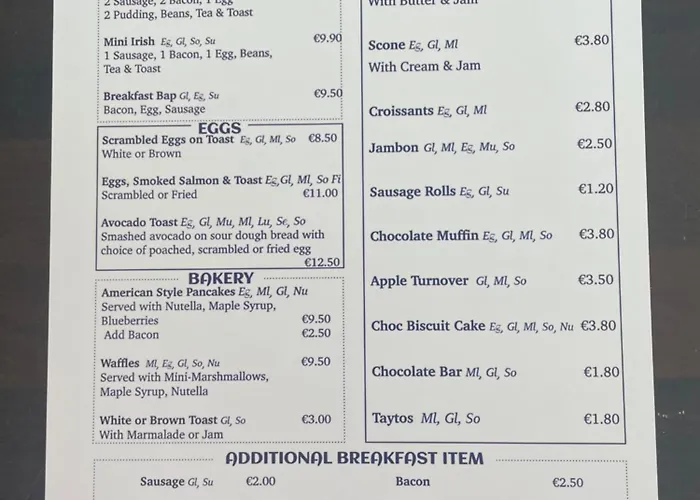 2 Sausage, 2 Bacon, 1 Egg
2 Pudding, Beans, Tea & Toast
Mini Irish Eg, Gl, So, Su €9.90
1 Sausage, 1 Bacon, 1 Egg, Beans,
Tea & Toast
Breakfast Bap Gl, Eg, Su €9.50
Bacon, Egg, Sausage
EGGS
Scrambled Eggs on Toast Eg, Gl, Ml, So €8.50
White or Brown
Eggs, Smoked Salmon & Toast Eg,Gl, Ml, So Fi
Scrambled or Fried €11.00
Avocado Toast Eg, Gl, Mu, Ml, Lu, Se, So
Smashed avocado on sour dough bread with
choice of poached, scrambled or fried egg
€12.50
BAKERY
American Style Pancakes Eg, Ml, Gl, Nu
Served with Nutella, Maple Syrup,
Blueberries €9.50
Add Bacon €2.50
Waffles Ml, Eg, Gl, So, Nu €9.50
Served with Mini-Marshmallows,
Maple Syrup, Nutella
White or Brown Toast Gl, So €3.00
With Marmalade or Jam
With Butter & Jam
Scone Eg, Gl, Ml €3.80
With Cream & Jam
Croissants Eg, Gl, Ml €2.80
Jambon Gl, Ml, Eg, Mu, So €2.50
Sausage Rolls Eg, Gl, Su €1.20
Chocolate Muffin Eg, Gl, Ml, So €3.80
Apple Turnover Gl, Ml, So €3.50
Choc Biscuit Cake Eg, Gl, Ml, So, Nu €3.80
Chocolate Bar Ml, Gl, So €1.80
Taytos Ml, Gl, So €1.80
ADDITIONAL BREAKFAST ITEM
Sausage Gl, Su €2.00 Bacon €2.50